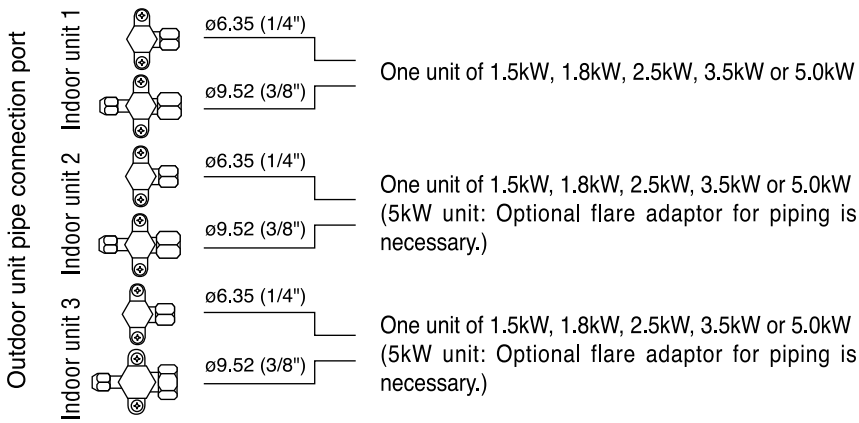 Outdoor unit pipe connection port
Indoor unit 1
ø6.35 (1/4")
ø9.52 (3/8")
One unit of 1.5kW, 1.8kW, 2.5kW, 3.5kW or 5.0kW
Indoor unit 2
ø6.35 (1/4")
ø9.52 (3/8")
One unit of 1.5kW, 1.8kW, 2.5kW, 3.5kW or 5.0kW
(5kW unit: Optional flare adaptor for piping is
necessary.)
Indoor unit 3
ø6.35 (1/4")
ø9.52 (3/8")
One unit of 1.5kW, 1.8kW, 2.5kW, 3.5kW or 5.0kW
(5kW unit: Optional flare adaptor for piping is
necessary.)